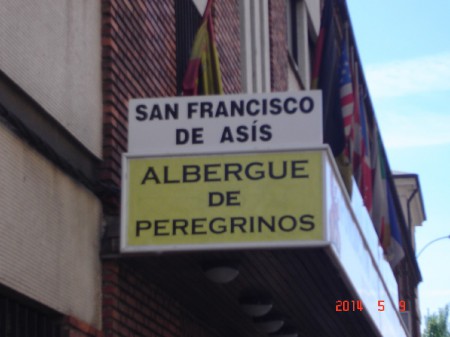 SAN FRANCISCO
DE ASÍS
ALBERGUE
DE
PEREGRINOS
2014 5 9